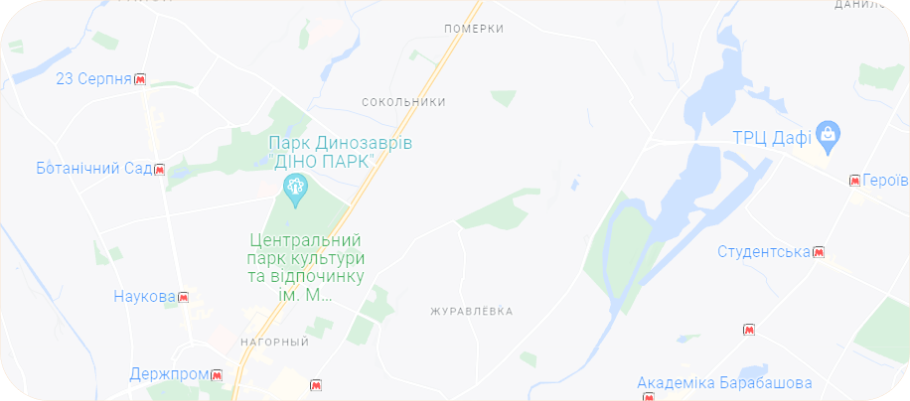 ПОМЕРКИ
23 Серпня
СОКОЛЬНИКИ
Парк Динозаврів
"ДІНО ПАРК"
ТРЦ Дафі
Ботанічний Сад
Героїв
Центральний
парк культури
та відпочинку
ім. М...
Студентська
Наукова
ЖУРАВЛЁВКА
НАГОРНЫЙ
Держпром
Академіка Барабашова